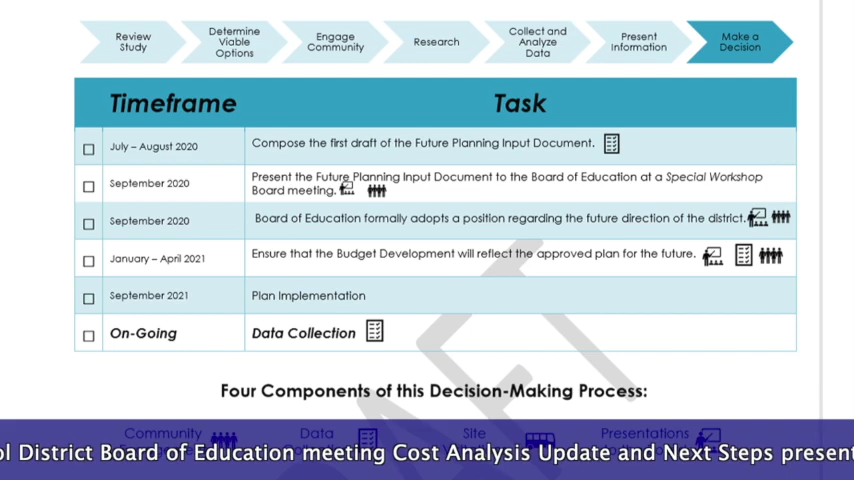 Review
Study
Determine
Viable
Options
Engage
Community
Research
Collect and
Analyze
Data
Present
Information
Make a
Decision
Timeframe Task
July – August 2020 Compose the first draft of the Future Planning Input Document.
September 2020 Present the Future Planning Input Document to the Board of Education at a Special Workshop
Board meeting.
September 2020 Board of Education formally adopts a position regarding the future direction of the district.
January – April 2021 Ensure that the Budget Development will reflect the approved plan for the future.
September 2021 Plan Implementation
On-Going Data Collection
DRAFT
Four Components of this Decision-Making Process:
Community Data Site Presentations
ol District Board of Education meeting Cost Analysis Update and Next Steps present